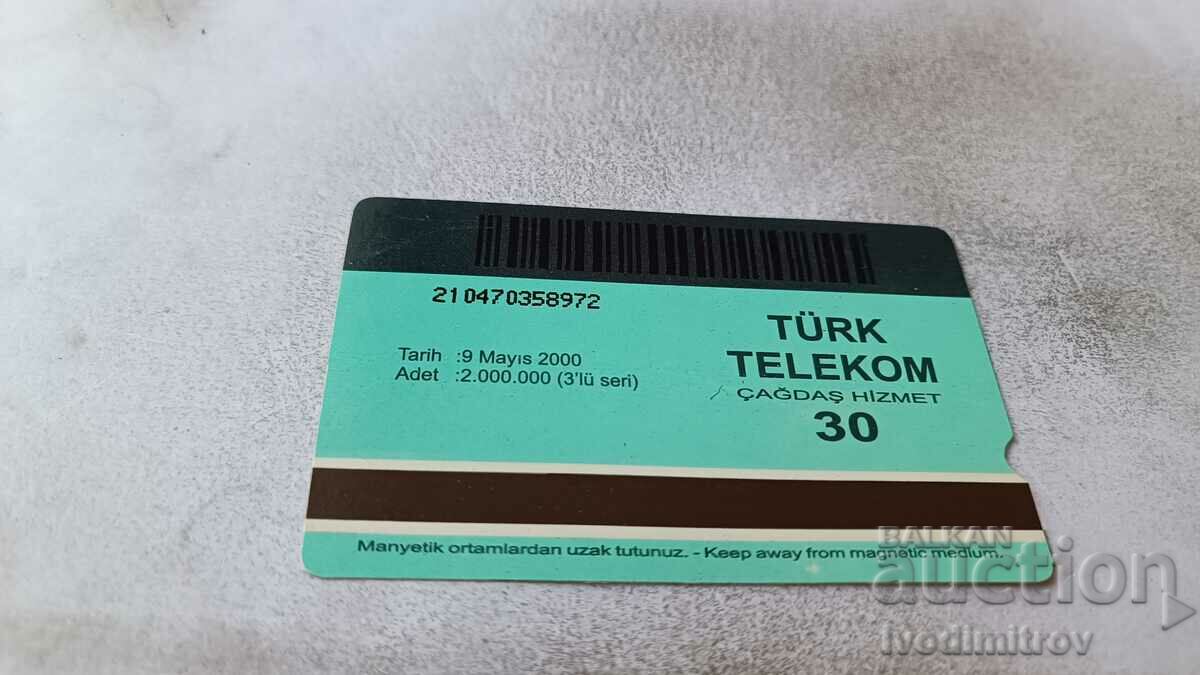 210470358972
Tarih :9 Mayıs 2000
Adet :2.000.000 (3'lü seri)
TÜRK
TELEKOM
ÇAĞDAŞ HİZMET
30
Manyetik ortamlardan uzak tutunuz. - Keep away from magnetic medium.
BALKAN
auction
ivodimitrov